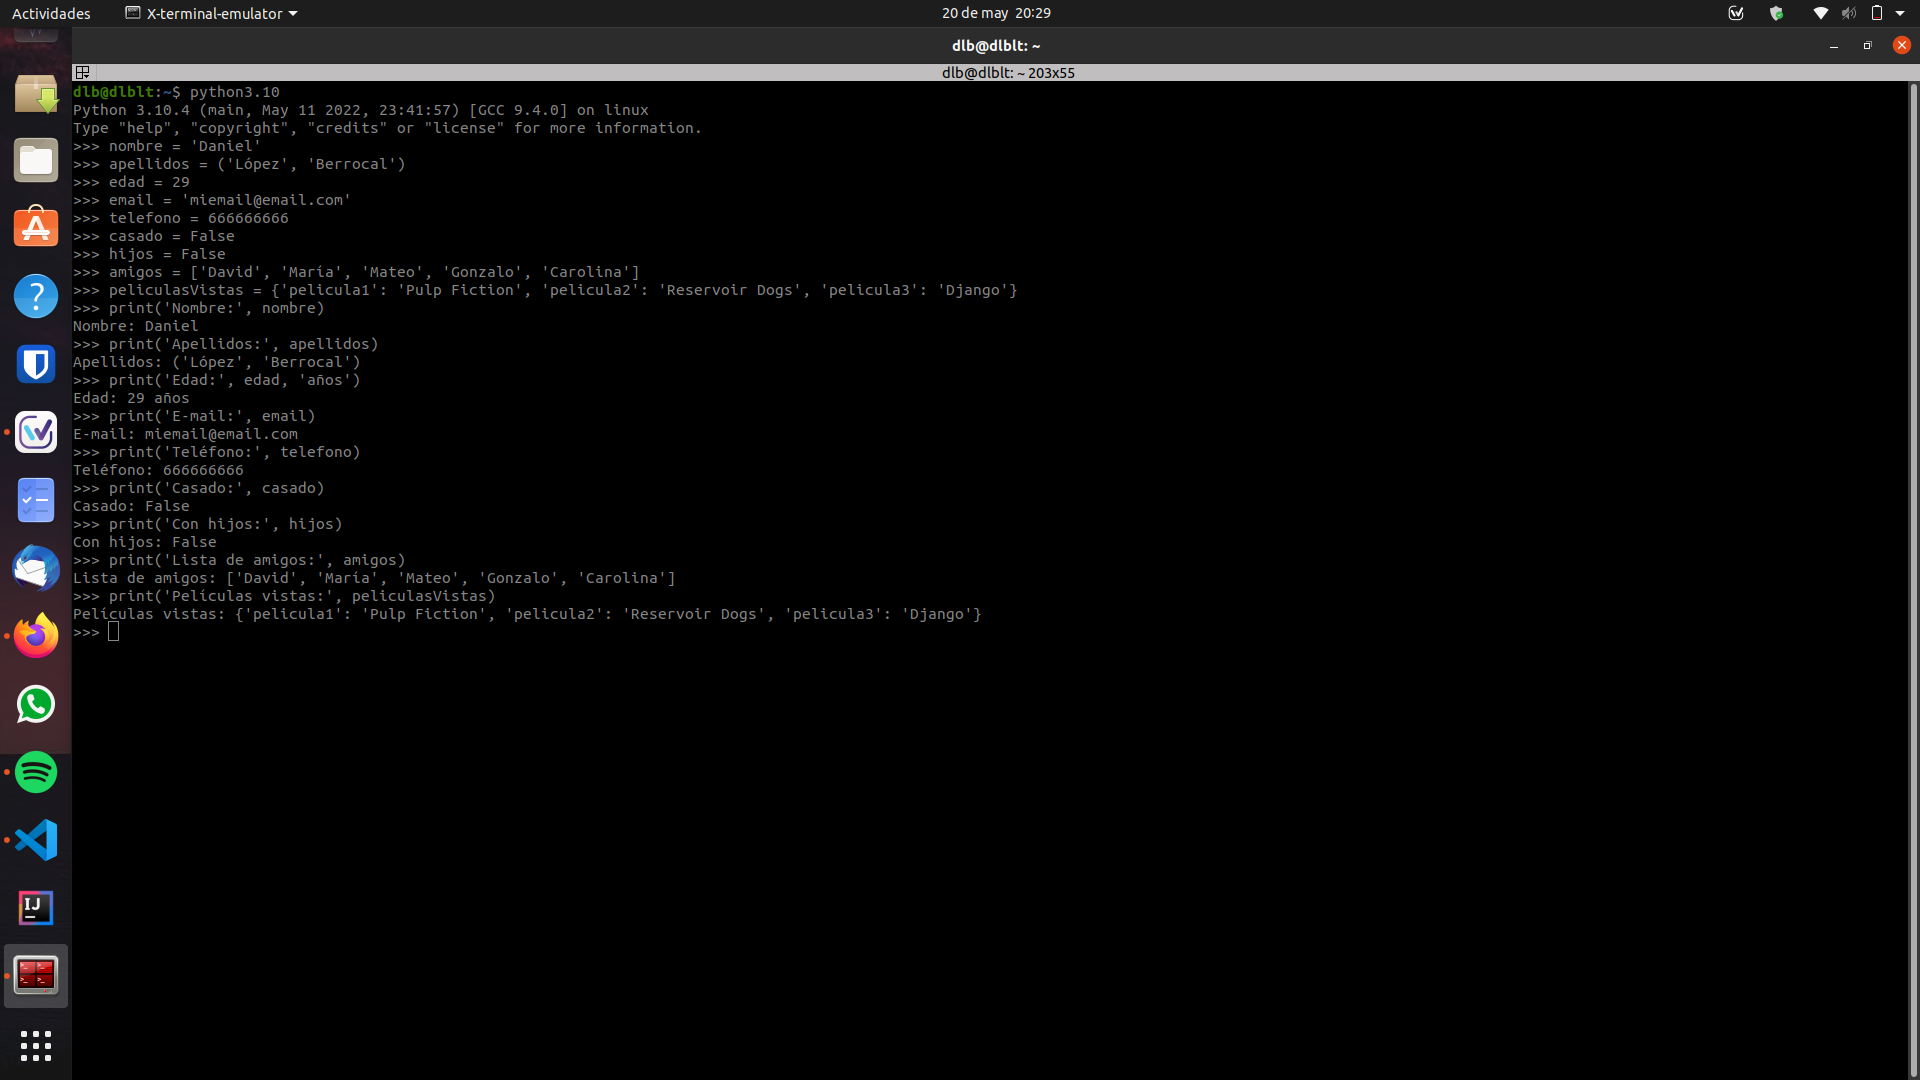 Actividades
X-terminal-emulator
20 de may  20:29
dlb@dlblt: ~
dlb@dlblt: ~ 203x55
dlb@dlblt:~$ python3.10
Python 3.10.4 (main, May 11 2022, 23:41:57) [GCC 9.4.0] on linux
Type "help", "copyright", "credits" or "license" for more information.
>>> nombre = 'Daniel'
>>> apellidos = ('López', 'Berrocal')
>>> edad = 29
>>> email = 'miemail@email.com'
>>> telefono = 666666666
>>> casado = False
>>> hijos = False
>>> amigos = ['David', 'María', 'Mateo', 'Gonzalo', 'Carolina']
>>> peliculasVistas = {'pelicula1': 'Pulp Fiction', 'pelicula2': 'Reservoir Dogs', 'pelicula3': 'Django'}
>>> print('Nombre:', nombre)
Nombre: Daniel
>>> print('Apellidos:', apellidos)
Apellidos: ('López', 'Berrocal')
>>> print('Edad:', edad, 'años')
Edad: 29 años
>>> print('E-mail:', email)
E-mail: miemail@email.com
>>> print('Teléfono:', telefono)
Teléfono: 666666666
>>> print('Casado:', casado)
Casado: False
>>> print('Con hijos:', hijos)
Con hijos: False
>>> print('Lista de amigos:', amigos)
Lista de amigos: ['David', 'María', 'Mateo', 'Gonzalo', 'Carolina']
>>> print('Películas vistas:', peliculasVistas)
Películas vistas: {'pelicula1': 'Pulp Fiction', 'pelicula2': 'Reservoir Dogs', 'pelicula3': 'Django'}
>>>
IJ